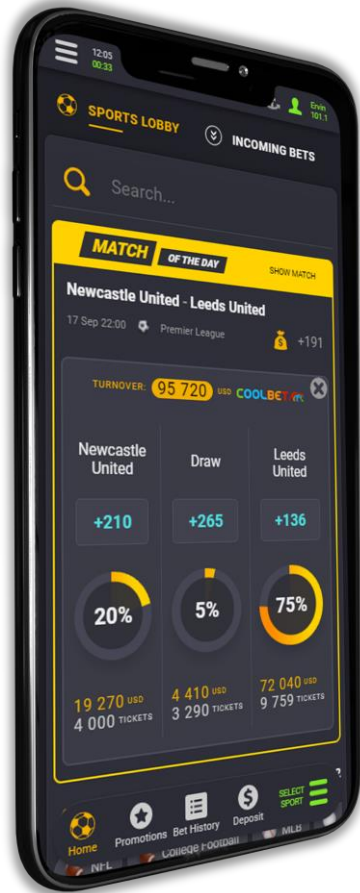 12:05
00:33
Ervin
101.1
SPORTS LOBBY
INCOMING BETS
Search...
MATCH OF THE DAY
SHOW MATCH
Newcastle United - Leeds United
17 Sep 22:00 Premier League +191
TURNOVER: 95 720 USD COOLBET
Newcastle United
Draw
Leeds United
+210 +265 +136
20% 5% 75%
19 270 USD 4 410 USD 72 040 USD
4 000 TICKETS 3 290 TICKETS 9 759 TICKETS
Home Promotions Bet History Deposit SELECT SPORT
NFL College Football MLB